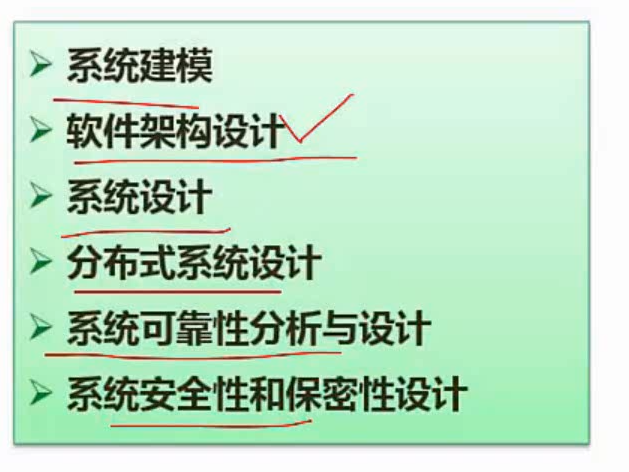 系统建模
软件架构设计
系统设计
分布式系统设计
系统可靠性分析与设计
系统安全性和保密性设计